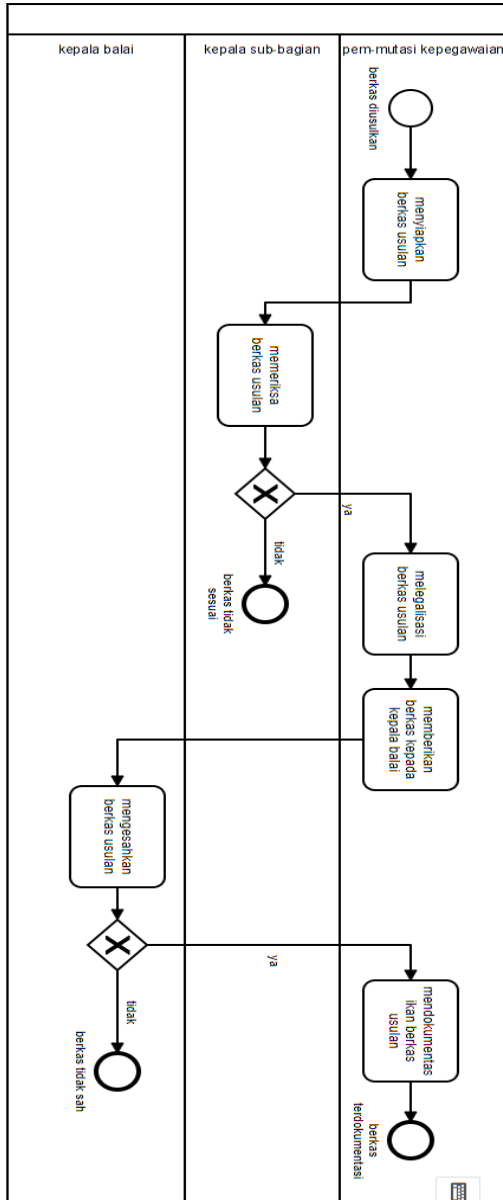 kepala balai
kepala sub-bagian
pem-mutasi kepegawaian
berkas diusulkan
menyiapkan
berkas usulan
memeriksa
berkas usulan
ya
tidak
berkas tidak
sesuai
melegalisasi
berkas usulan
memberikan
berkas kepada
kepala balai
mengesahkan
berkas usulan
ya
tidak
berkas tidak sah
mendokumentas
ikan berkas
usulan
berkas
terdokumentasi